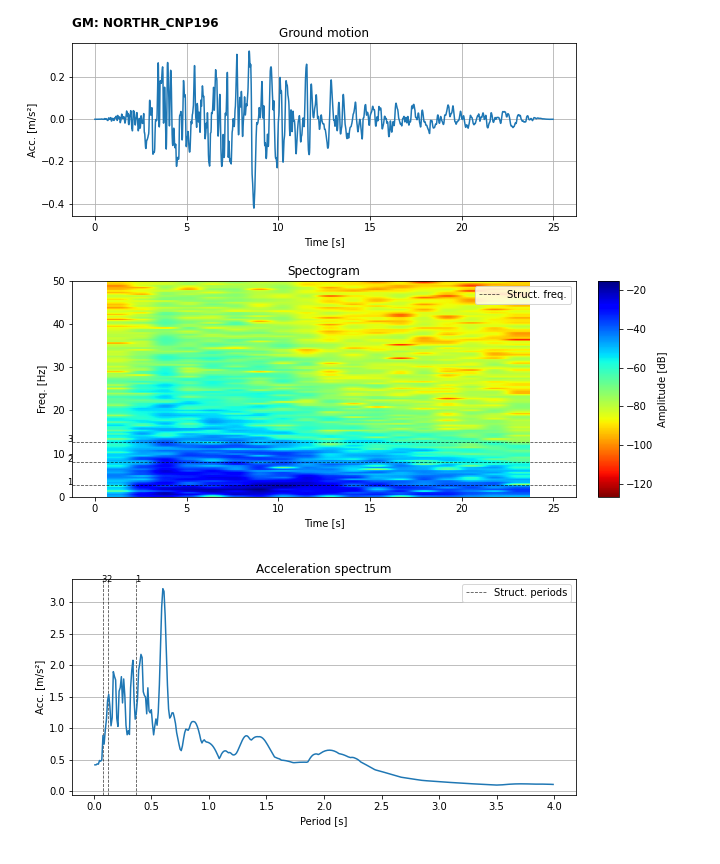 GM: NORTHR_CNP196
Ground motion
Acc. [m/s²]
0.2
0.0
−0.2
−0.4
0 5 10 15 20 25
Time [s]
Spectogram
Struct. freq.
Freq. [Hz]
50
40
30
20
10
0
3
2
1
0 5 10 15 20 25
Time [s]
−20
−40
−60
−80
−100
−120
Amplitude [dB]
Acceleration spectrum
32 1
Struct. periods
Acc. [m/s²]
3.0
2.5
2.0
1.5
1.0
0.5
0.0
0.0 0.5 1.0 1.5 2.0 2.5 3.0 3.5 4.0
Period [s]